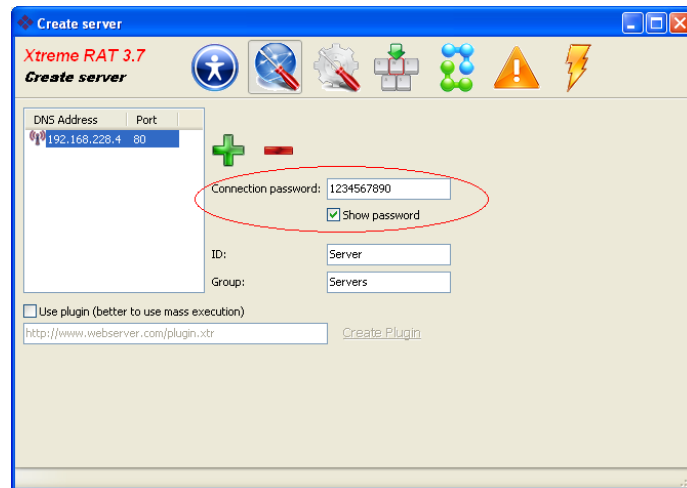 Create server
Xtreme RAT 3.7
Create server
DNS Address Port
192.168.228.4 80
Connection password: 1234567890
Show password
ID: Server
Group: Servers
Use plugin (better to use mass execution)
http://www.webserver.com/plugin.xtr Create Plugin